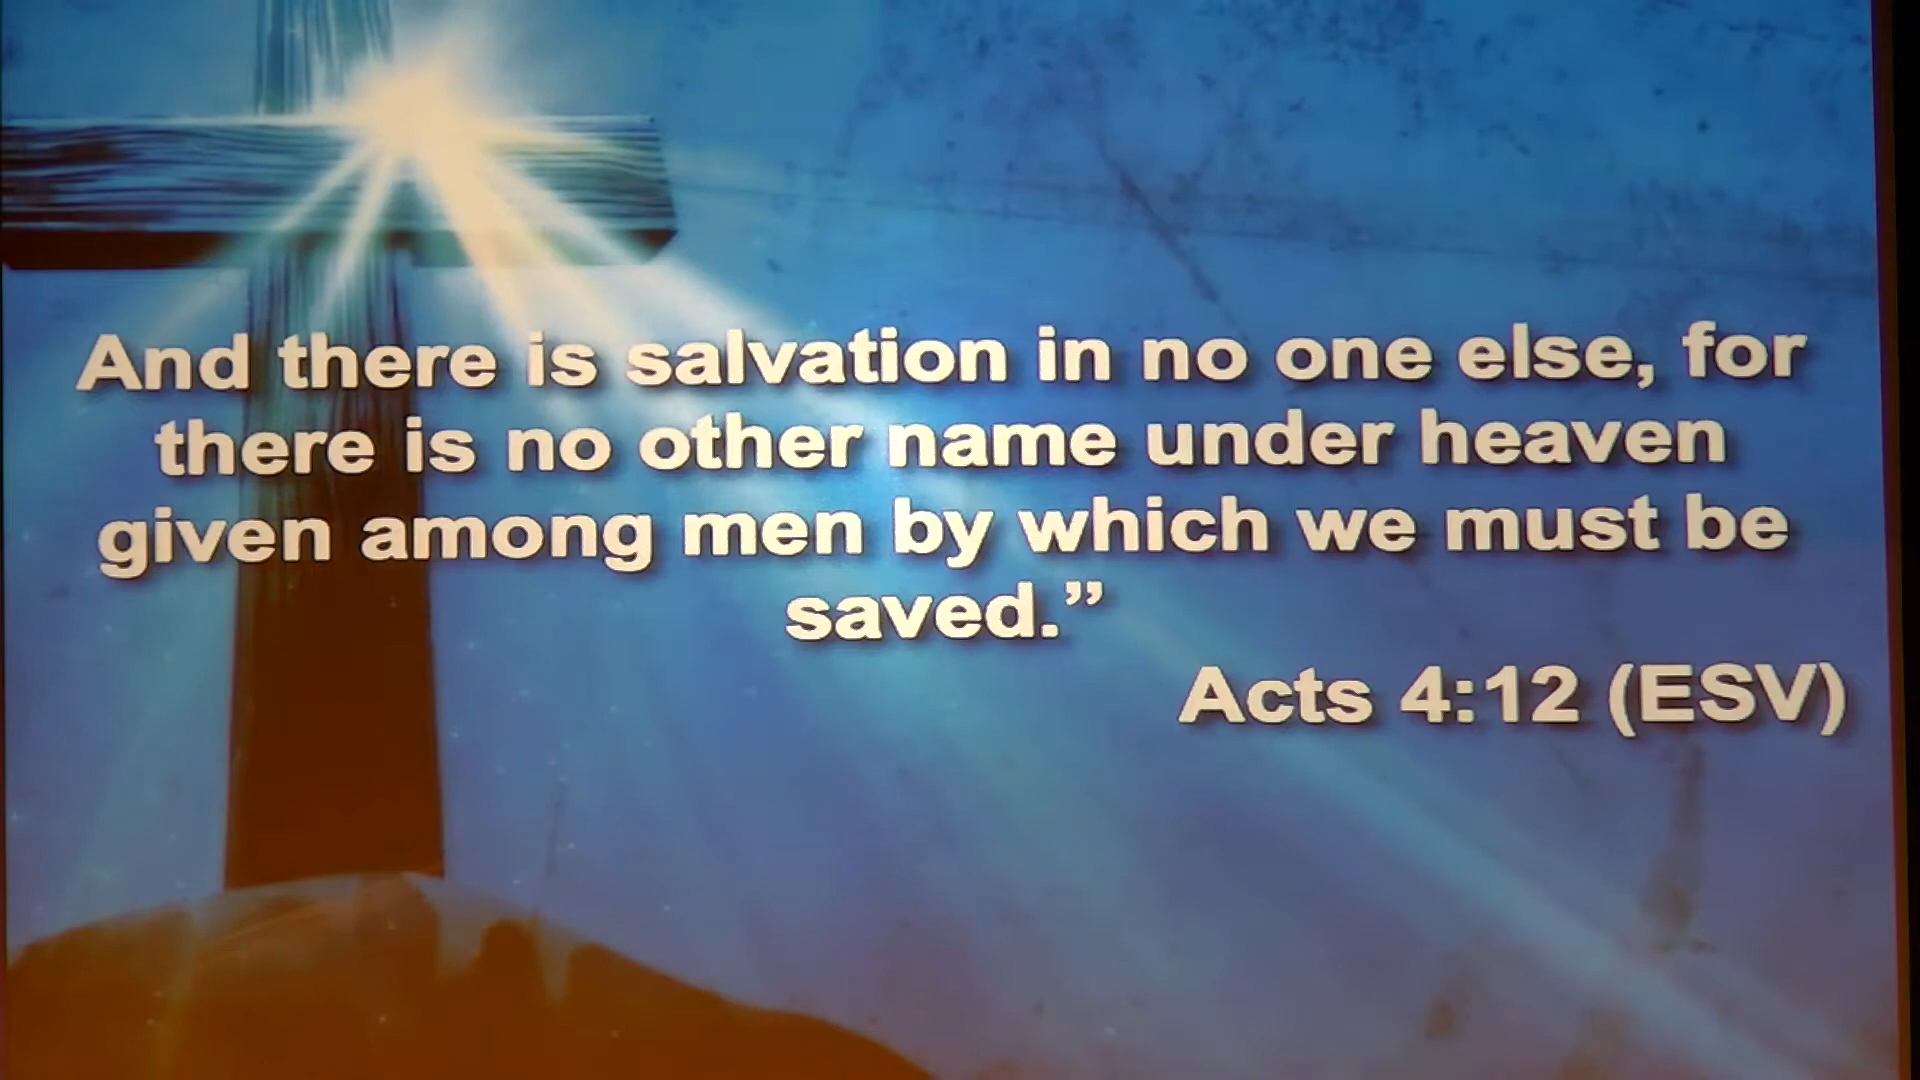 And there is salvation in no one else, for
there is no other name under heaven
given among men by which we must be
saved.”
Acts 4:12 (ESV)